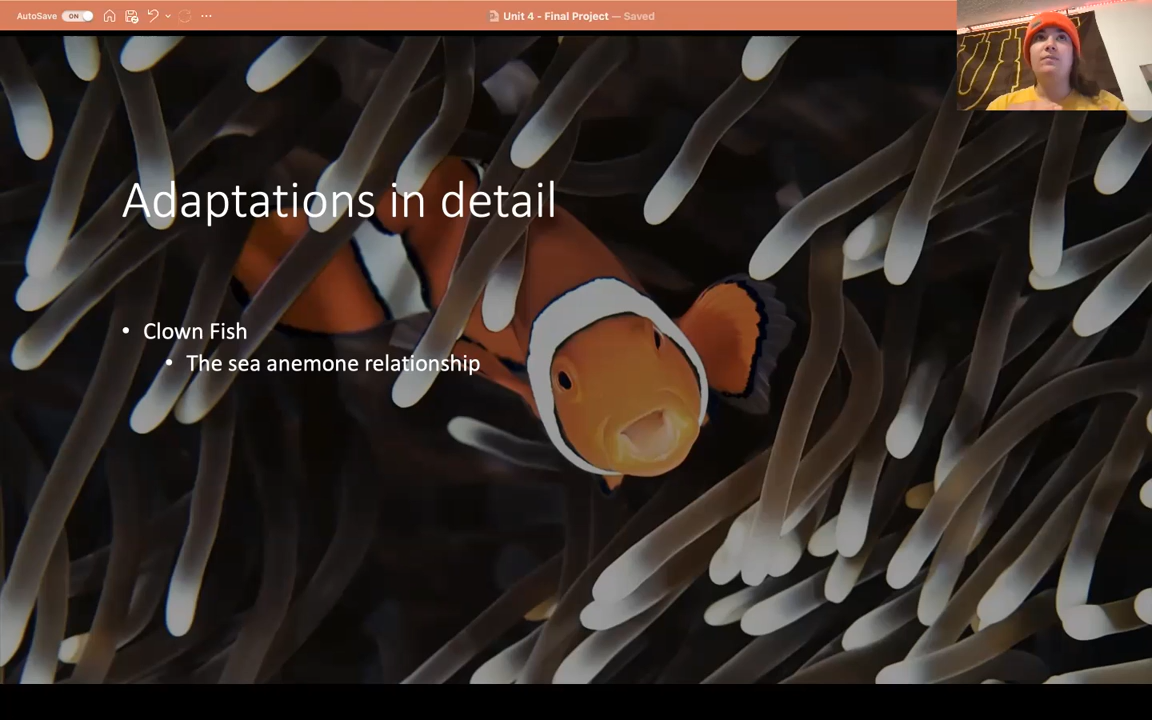 AutoSave ON
Unit 4 - Final Project — Saved
Adaptations in detail
• Clown Fish
• The sea anemone relationship